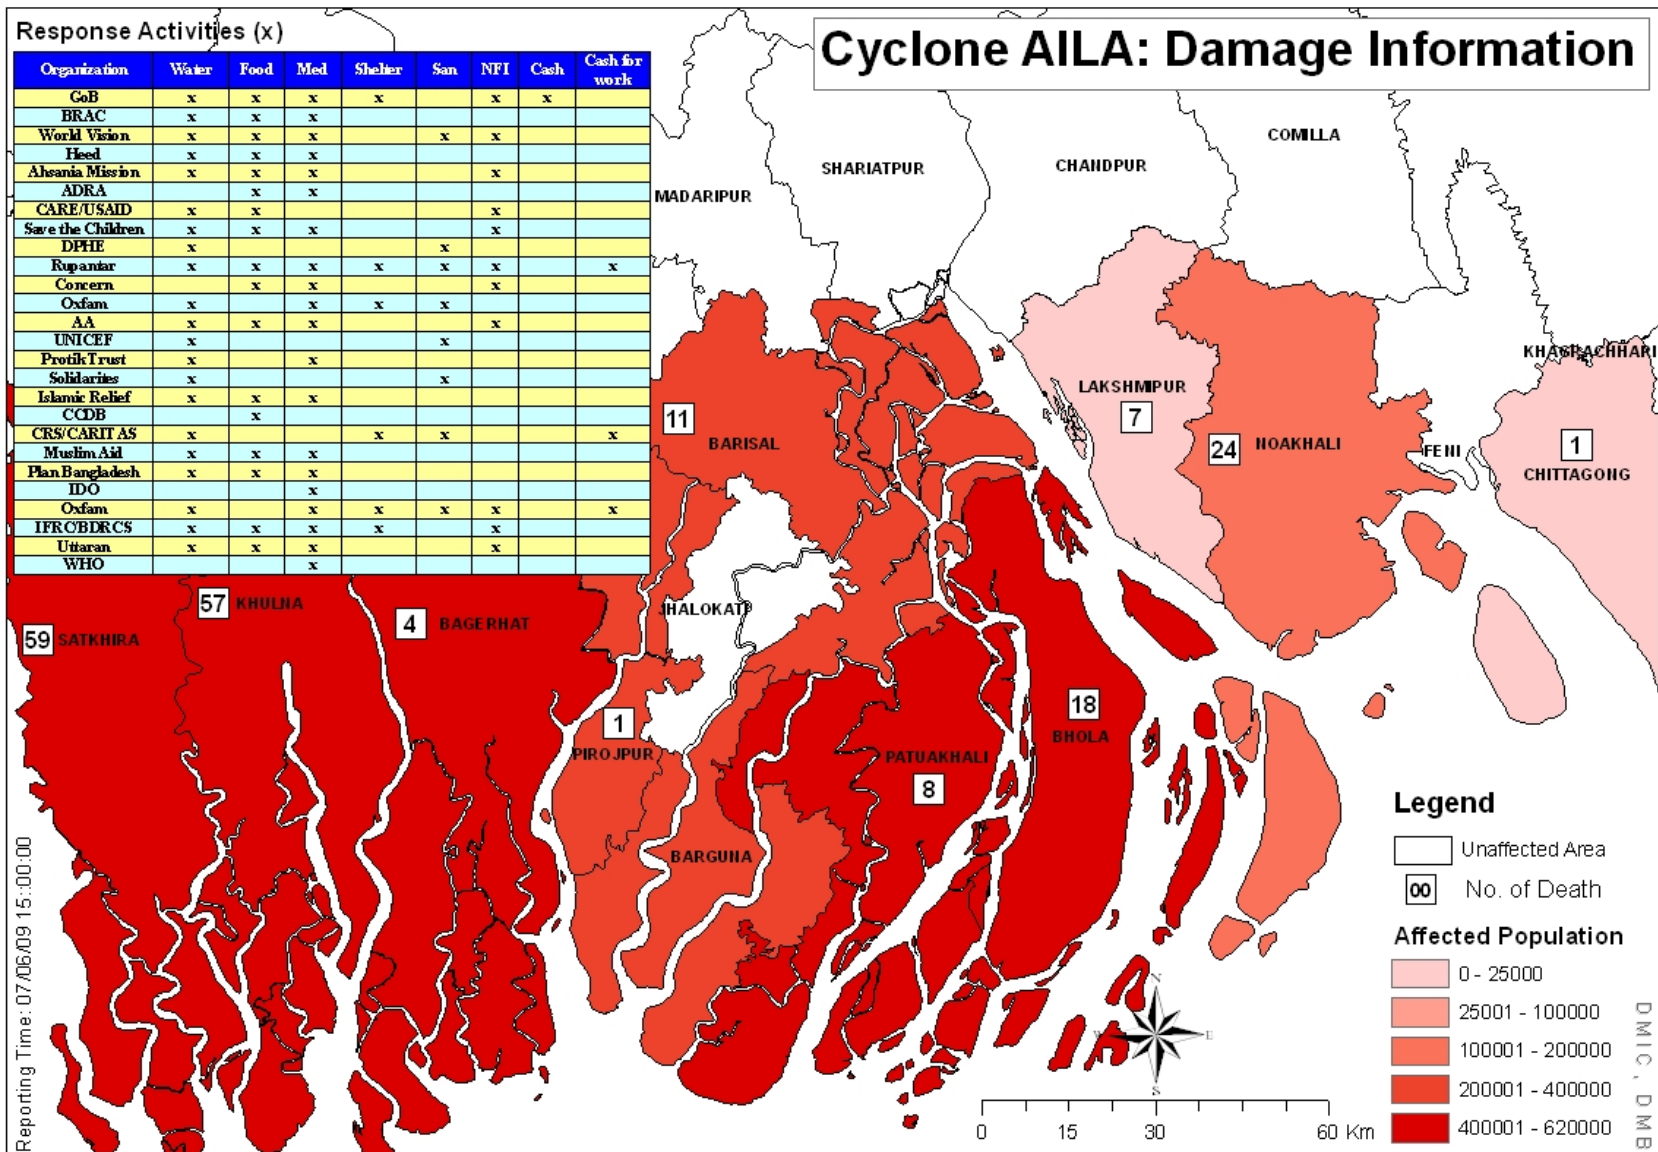 Response Activities (x)
Cyclone AILA: Damage Information
Organization Water Food Med Shelter San NFI Cash Cash for work
GoB x x x x x x
BRAC x x x
World Vision x x x x x
Heed x x x
Ahsania Mission x x x x
ADRA x x
CARE/USAID x x x
Save the Children x x x x
DPHE x x
Rupantar x x x x x x x
Concern x x x
Oxfam x x x x
AA x x x x
UNICEF x x
Protik Trust x x
Solidarites x x
Islamic Relief x x x
CCDB x
CRS/CARITAS x x x x
Muslim Aid x x x
Plan Bangladesh x x x
IDO x
Oxfam x x x x x x
IFRC/BDRCS x x x x x
Uttaran x x x x
WHO x
COMILLA
SHARIATPUR
CHANDPUR
MADARIPUR
KHAGRACHHARI
LAKSHMIPUR
7
11
BARISAL
24
NOAKHALI
FENI
1
CHITTAGONG
57
KHULNA
4
BAGERHAT
JHALOKATI
59
SATKHIRA
1
PIROJPUR
18
BHOLA
PATUAKHALI
8
BARGUNA
Legend
Unaffected Area
00 No. of Death
Affected Population
0 - 25000
25001 - 100000
100001 - 200000
200001 - 400000
400001 - 620000
N
W
E
S
0 15 30 60 Km
Reporting Time: 07/06/09 15:00:00
DMIC, DMB